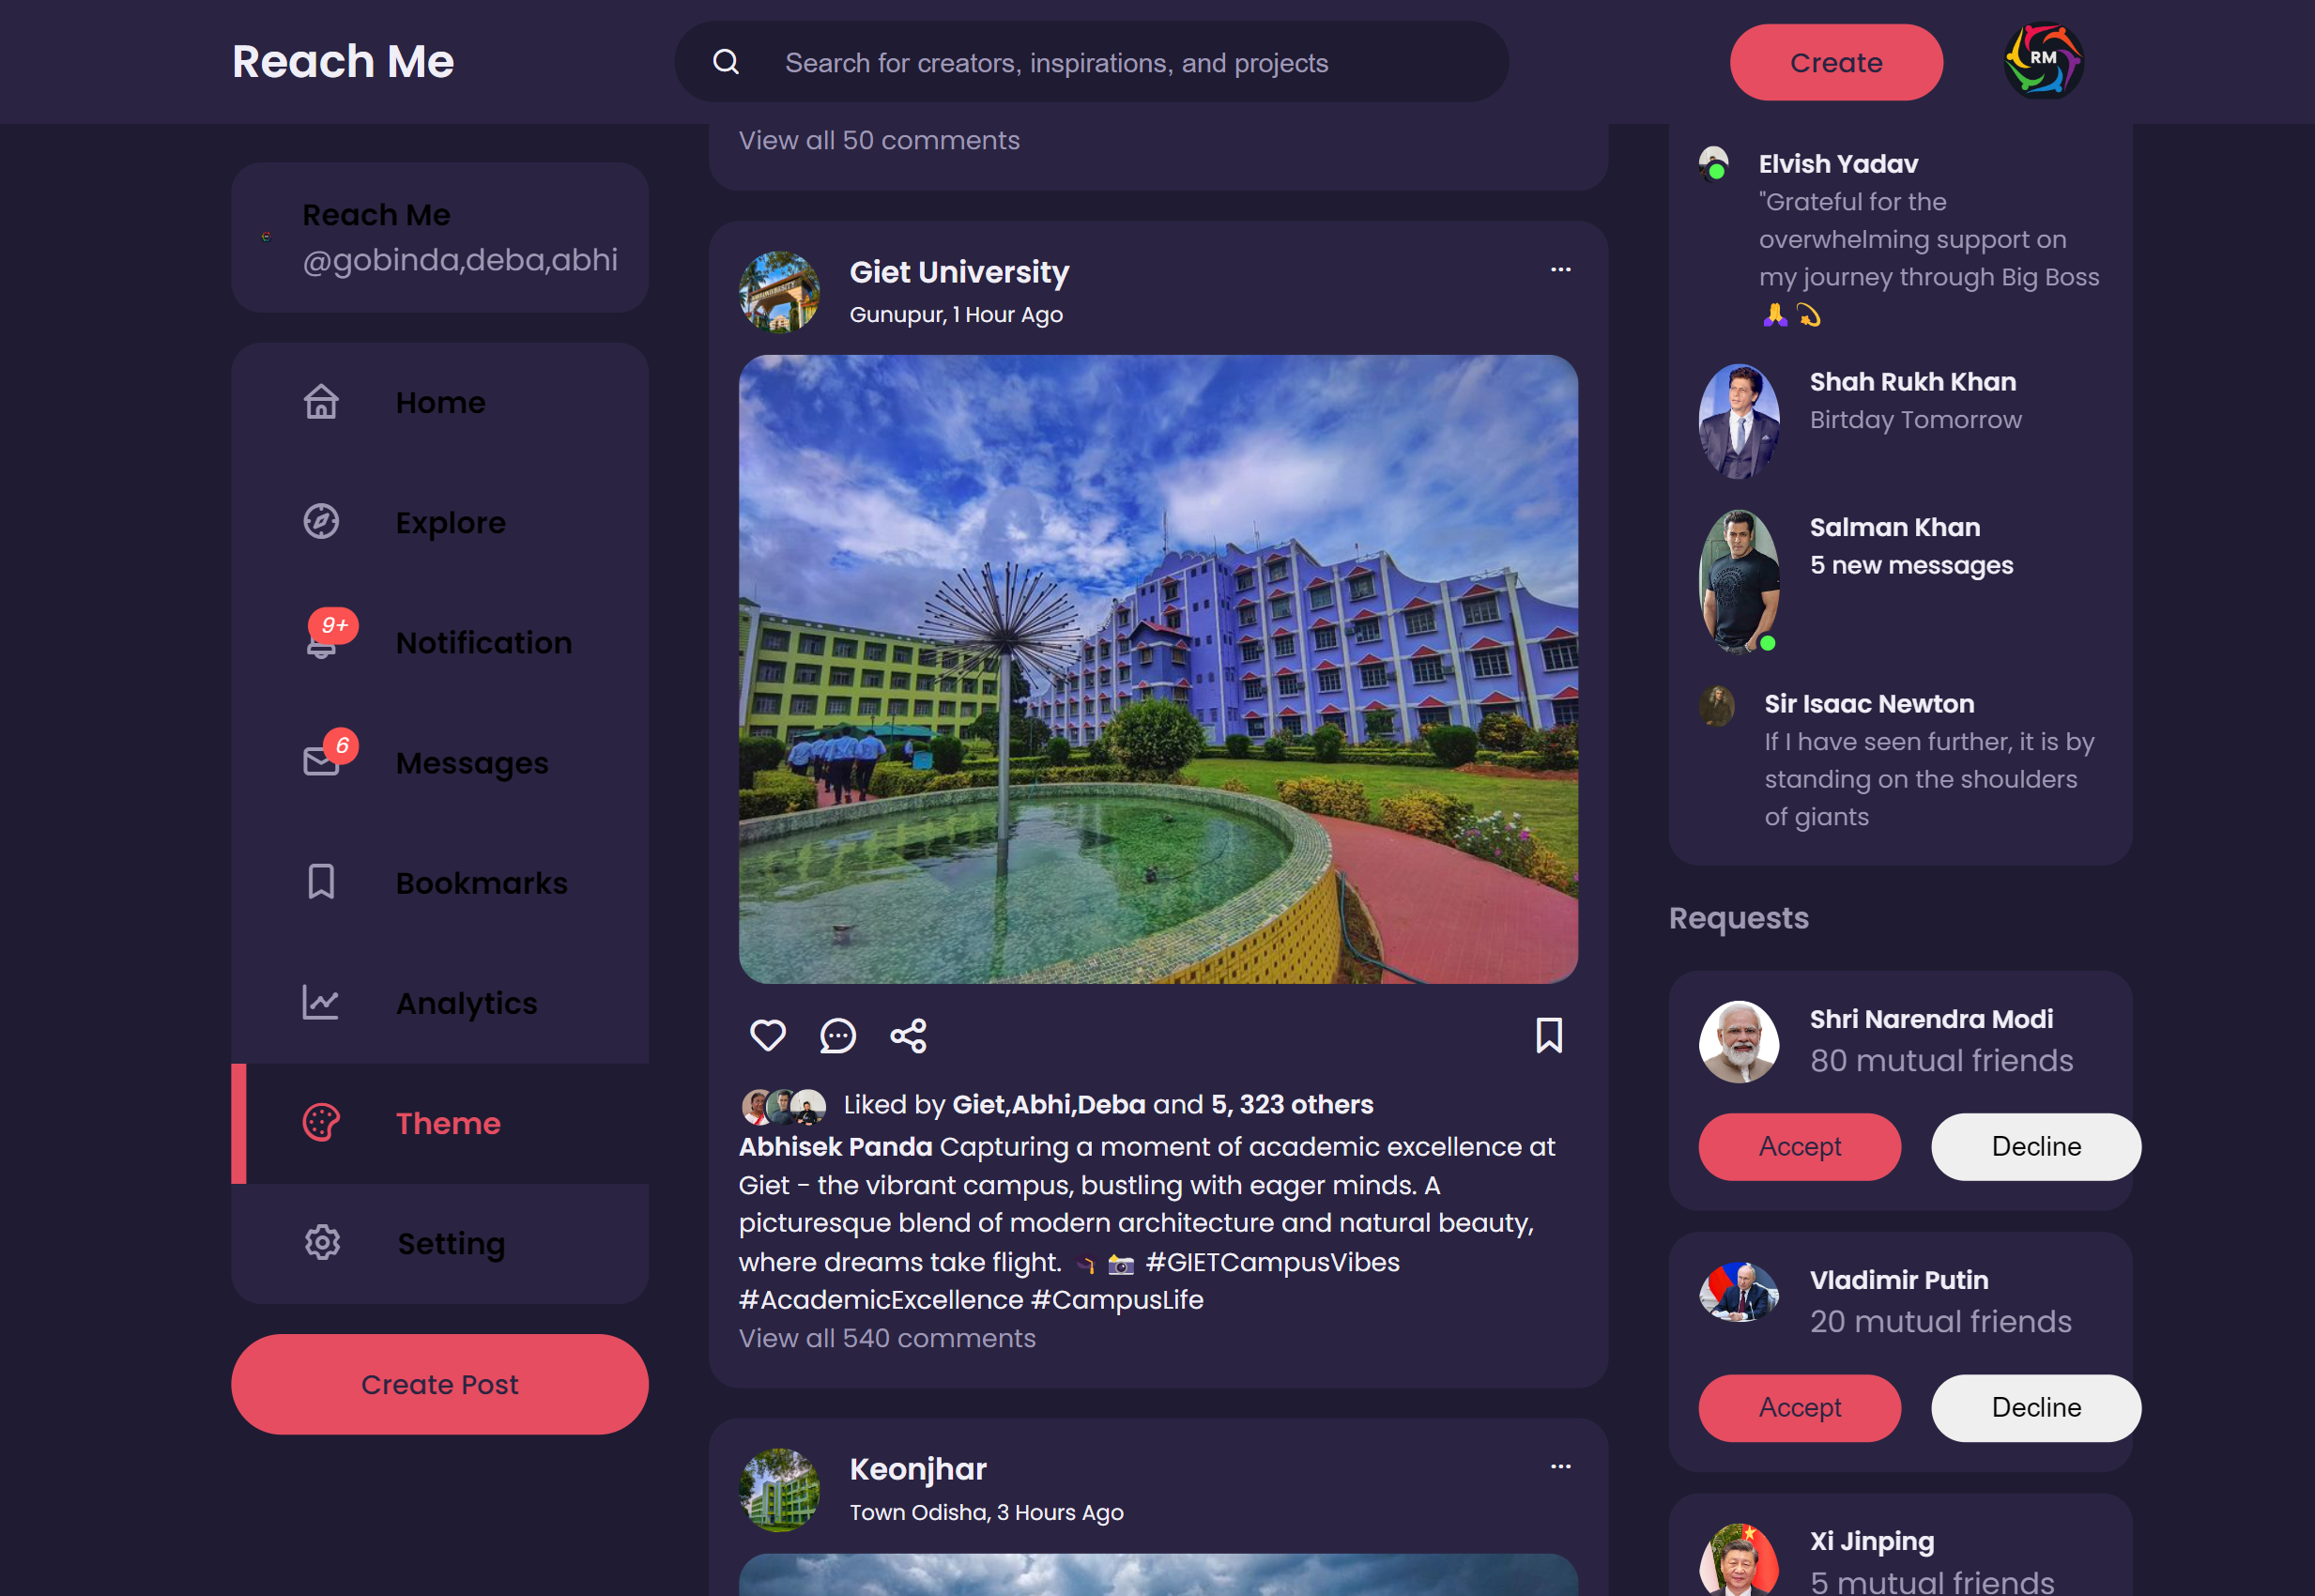 Reach Me
Search for creators, inspirations, and projects
Create
RM
Reach Me
@gobinda,deba,abhi
Home
Explore
9+
Notification
6
Messages
Bookmarks
Analytics
Theme
Setting
Create Post
View all 50 comments
Giet University
Gunupur, 1 Hour Ago
Liked by Giet,Abhi,Deba and 5, 323 others
Abhisek Panda Capturing a moment of academic excellence at
Giet - the vibrant campus, bustling with eager minds. A
picturesque blend of modern architecture and natural beauty,
where dreams take flight. 🎓 📸 #GIETCampusVibes
#AcademicExcellence #CampusLife
View all 540 comments
Keonjhar
Town Odisha, 3 Hours Ago
Elvish Yadav
"Grateful for the
overwhelming support on
my journey through Big Boss
🙏 💫
Shah Rukh Khan
Birtday Tomorrow
Salman Khan
5 new messages
Sir Isaac Newton
If I have seen further, it is by
standing on the shoulders
of giants
Requests
Shri Narendra Modi
80 mutual friends
Accept
Decline
Vladimir Putin
20 mutual friends
Accept
Decline
Xi Jinping
5 mutual friends